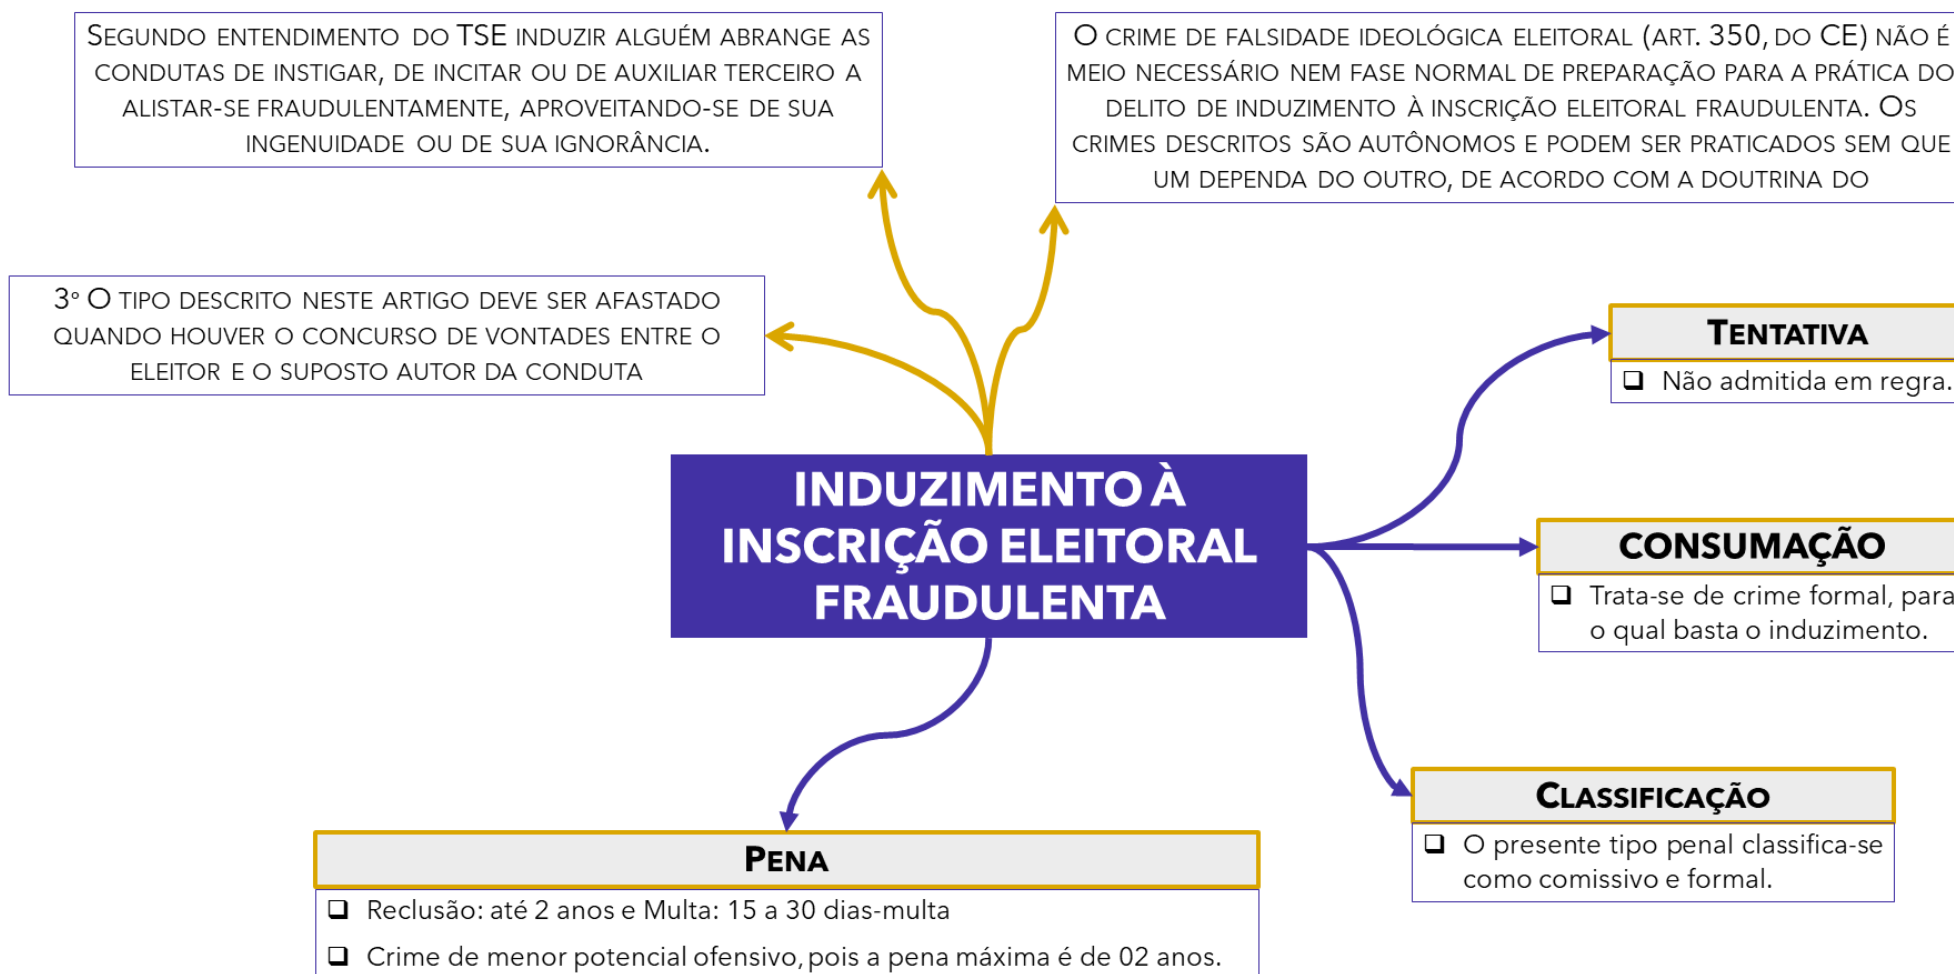 SEGUNDO ENTENDIMENTO DO TSE INDUZIR ALGUÉM ABRANGE AS
CONDUTAS DE INSTIGAR, DE INCITAR OU DE AUXILIAR TERCEIRO A
ALISTAR-SE FRAUDULENTAMENTE, APROVEITANDO-SE DE SUA
INGENUIDADE OU DE SUA IGNORÂNCIA.
O CRIME DE FALSIDADE IDEOLÓGICA ELEITORAL (ART. 350, DO CE) NÃO É
MEIO NECESSÁRIO NEM FASE NORMAL DE PREPARAÇÃO PARA A PRÁTICA DO
DELITO DE INDUZIMENTO À INSCRIÇÃO ELEITORAL FRAUDULENTA. OS
CRIMES DESCRITOS SÃO AUTÔNOMOS E PODEM SER PRATICADOS SEM QUE
UM DEPENDA DO OUTRO, DE ACORDO COM A DOUTRINA DO
3º O TIPO DESCRITO NESTE ARTIGO DEVE SER AFASTADO
QUANDO HOUVER O CONCURSO DE VONTADES ENTRE O
ELEITOR E O SUPOSTO AUTOR DA CONDUTA
TENTATIVA
Não admitida em regra.
INDUZIMENTO À
INSCRIÇÃO ELEITORAL
FRAUDULENTA
CONSUMAÇÃO
Trata-se de crime formal, para
o qual basta o induzimento.
CLASSIFICAÇÃO
O presente tipo penal classifica-se
como comissivo e formal.
PENA
Reclusão: até 2 anos e Multa: 15 a 30 dias-multa
Crime de menor potencial ofensivo, pois a pena máxima é de 02 anos.